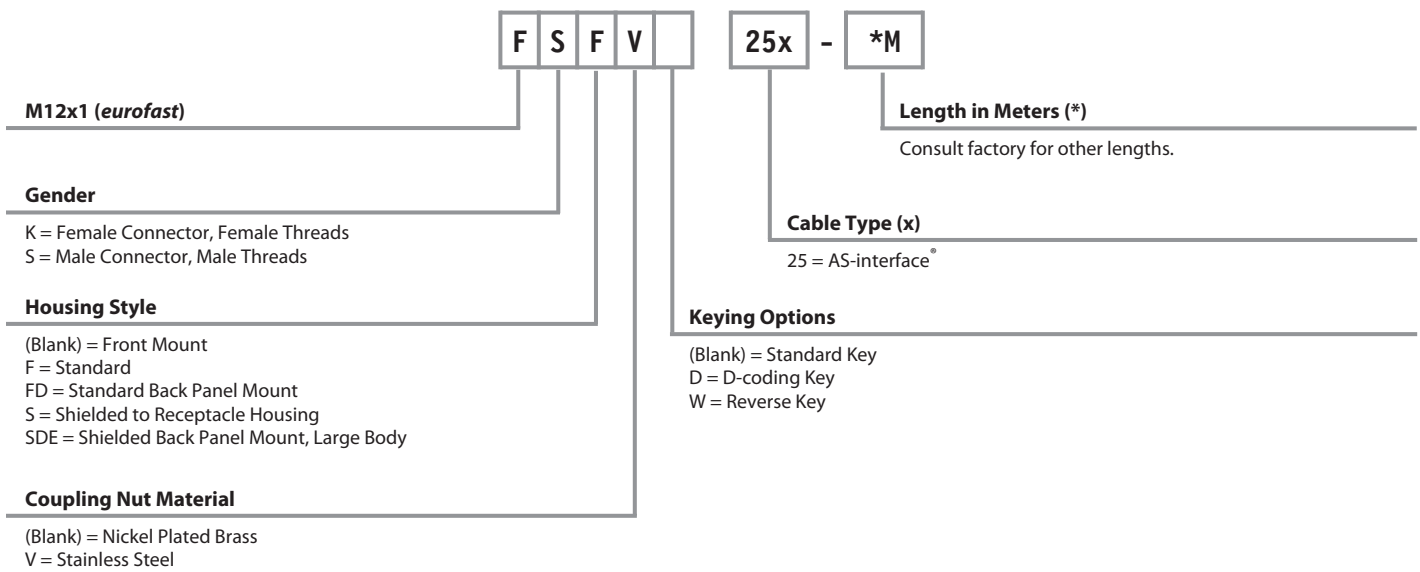 F S F V 25x - *M
M12x1 (eurofast)
Length in Meters (*)
Consult factory for other lengths.
Gender
K = Female Connector, Female Threads
S = Male Connector, Male Threads
Cable Type (x)
25 = AS-interface®
Housing Style
(Blank) = Front Mount
F = Standard
FD = Standard Back Panel Mount
S = Shielded to Receptacle Housing
SDE = Shielded Back Panel Mount, Large Body
Keying Options
(Blank) = Standard Key
D = D-coding Key
W = Reverse Key
Coupling Nut Material
(Blank) = Nickel Plated Brass
V = Stainless Steel